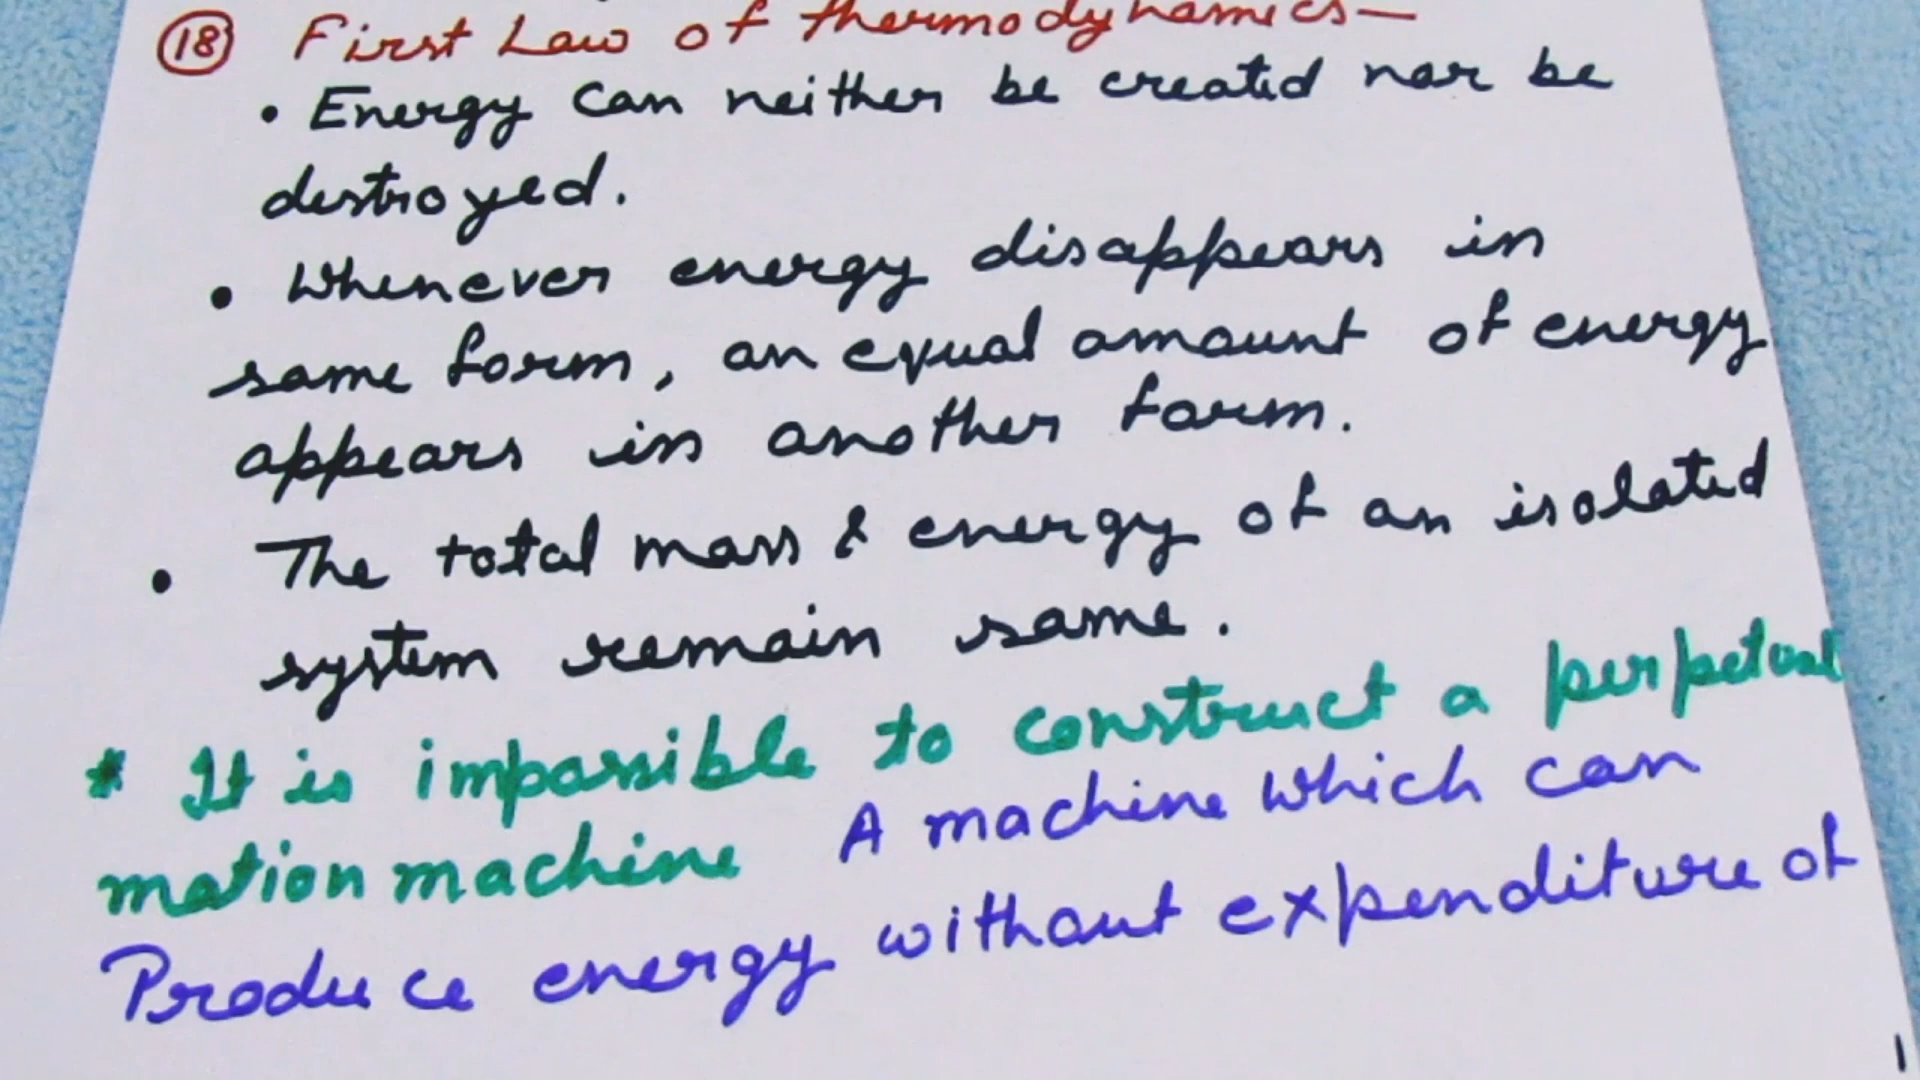 18 First Law of thermodynamics—
• Energy can neither be created nor be
destroyed.
• Whenever energy disappears in
same form, an equal amount of energy
appears in another form.
• The total mass & energy of an isolated
system remain same.
* It is impossible to construct a perpetual
motion machine A machine which can
Produce energy without expenditure of